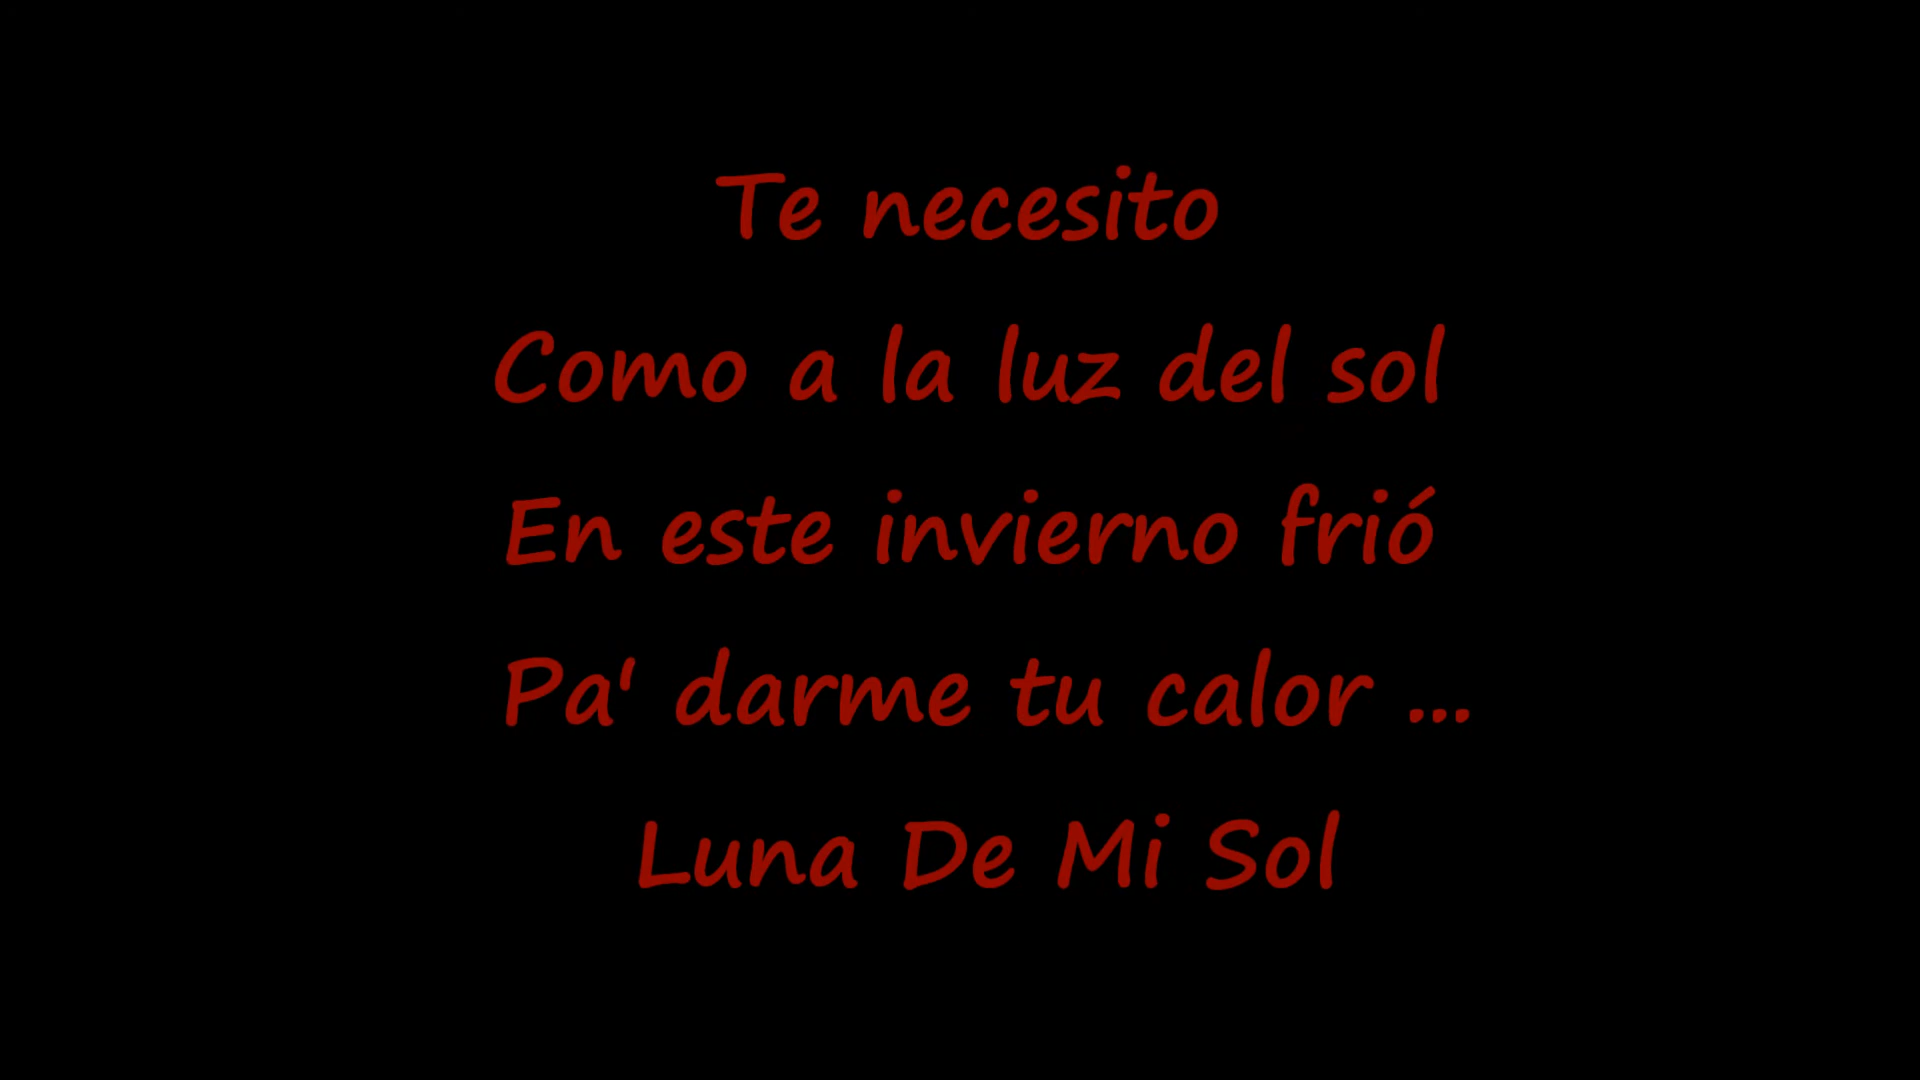 Te necesito
Como a la luz del sol
En este invierno frió
Pa' darme tu calor ...
Luna De Mi Sol